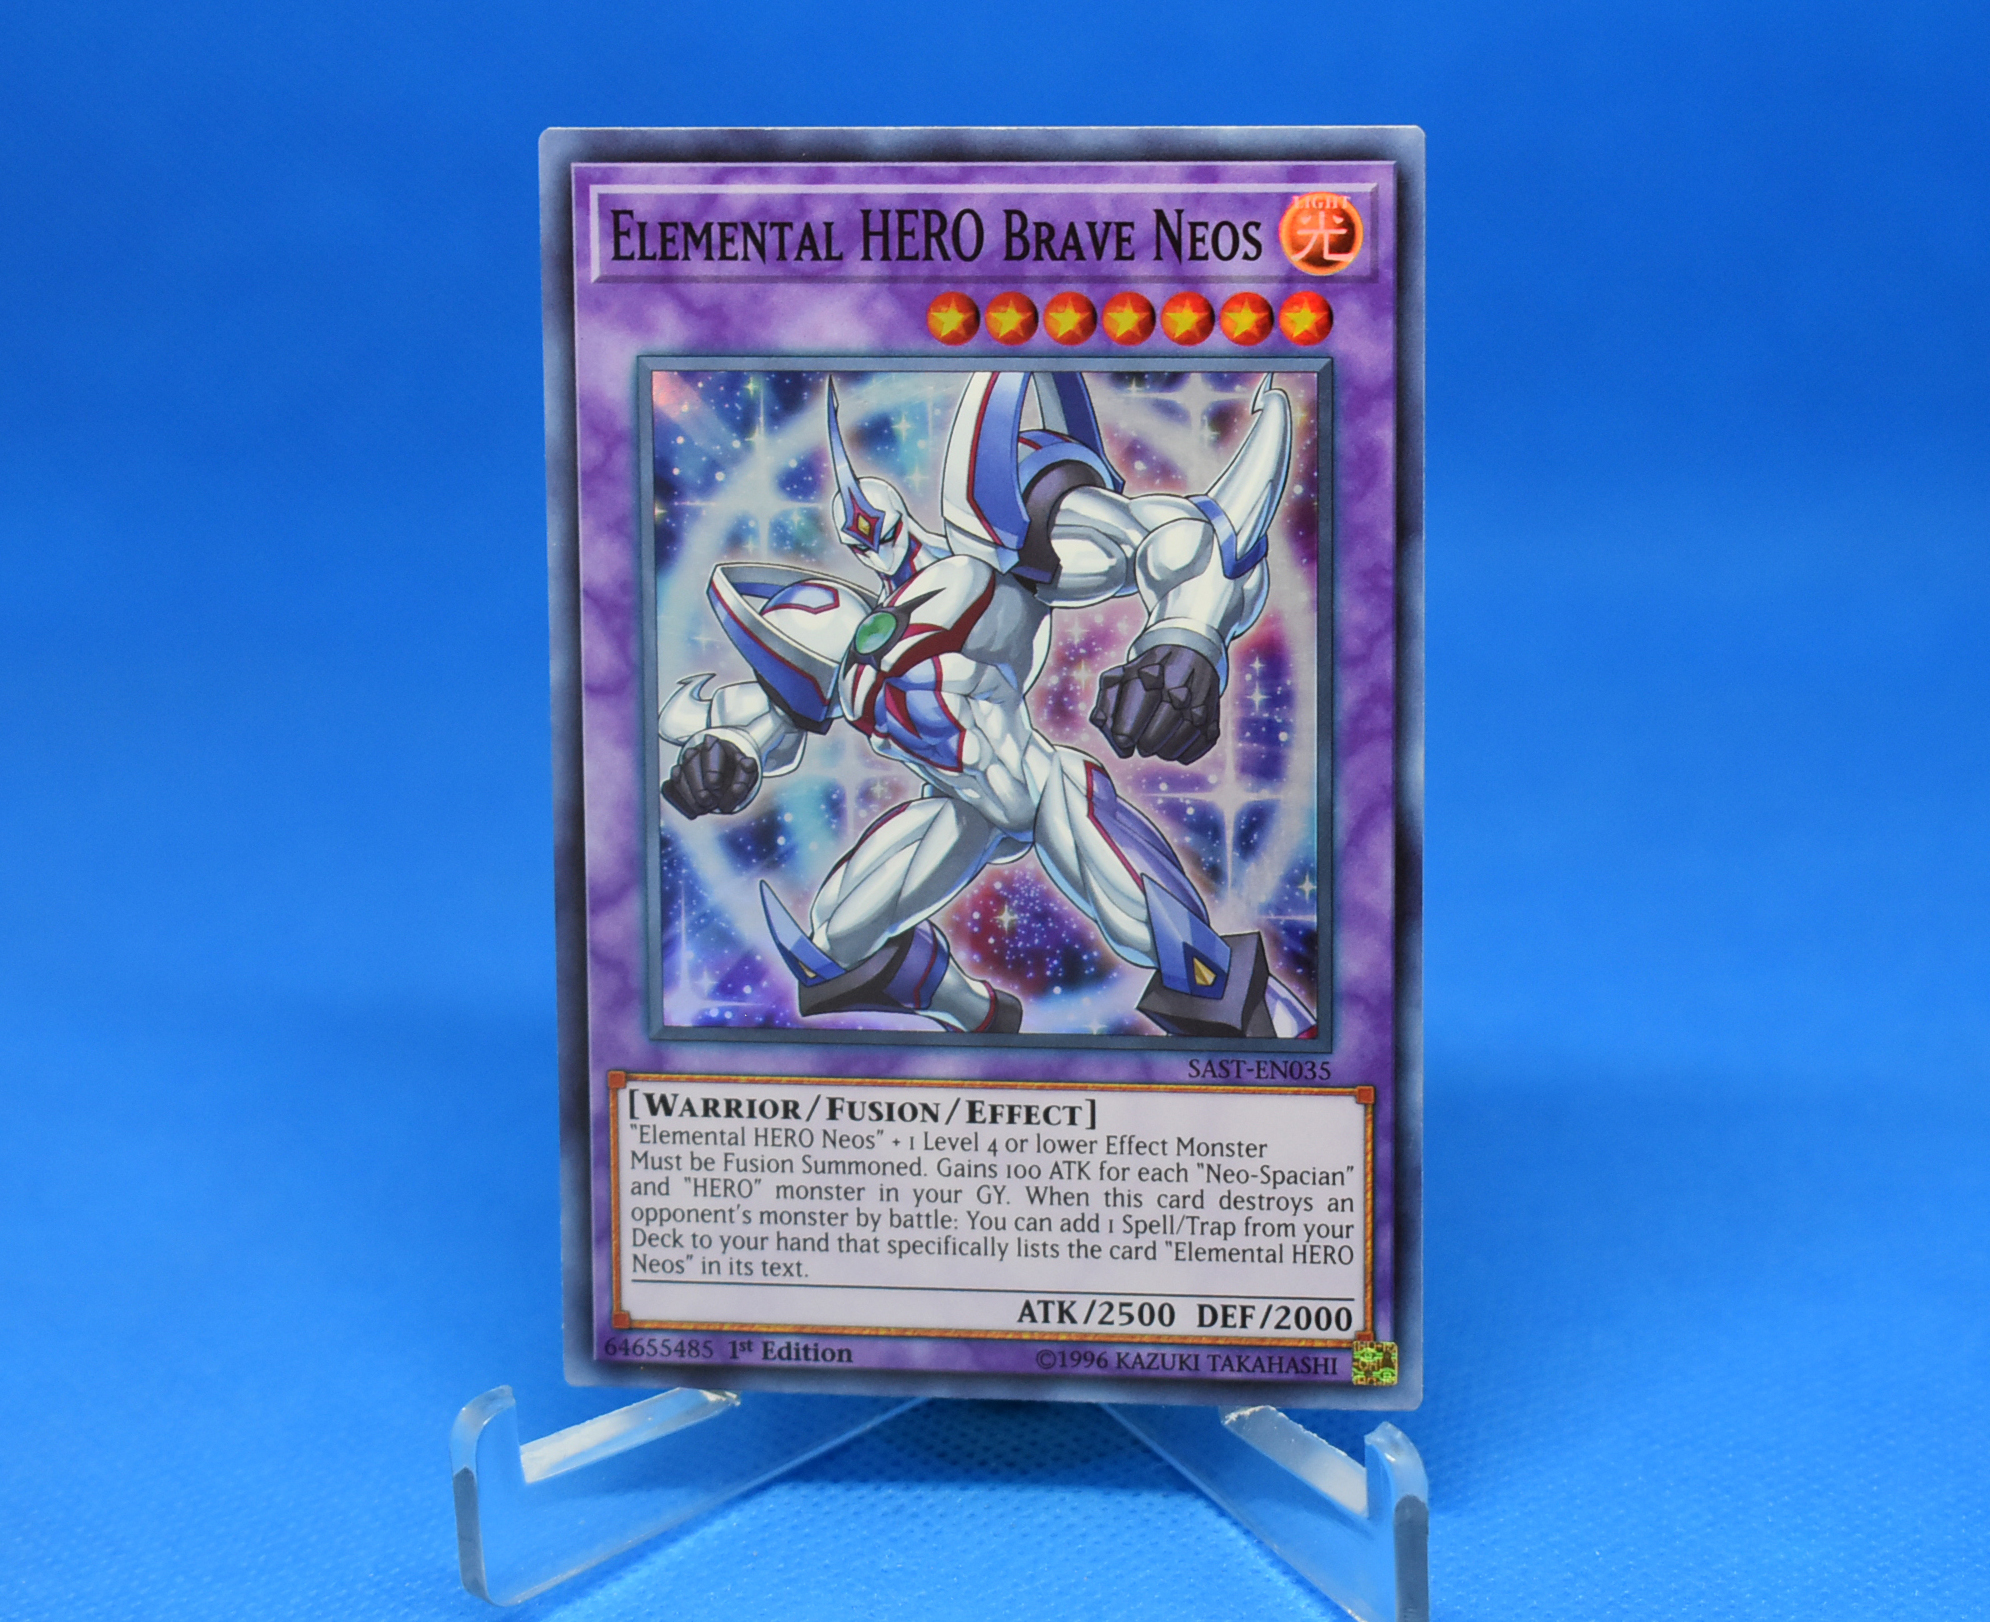 Elemental HERO Brave Neos
LIGHT
光
SAST-EN035
[Warrior/Fusion/Effect]
"Elemental HERO Neos" + 1 Level 4 or lower Effect Monster
Must be Fusion Summoned. Gains 100 ATK for each "Neo-Spacian"
and "HERO" monster in your GY. When this card destroys an
opponent's monster by battle: You can add 1 Spell/Trap from your
Deck to your hand that specifically lists the card "Elemental HERO
Neos" in its text.
ATK/2500 DEF/2000
64655485 1st Edition
©1996 KAZUKI TAKAHASHI